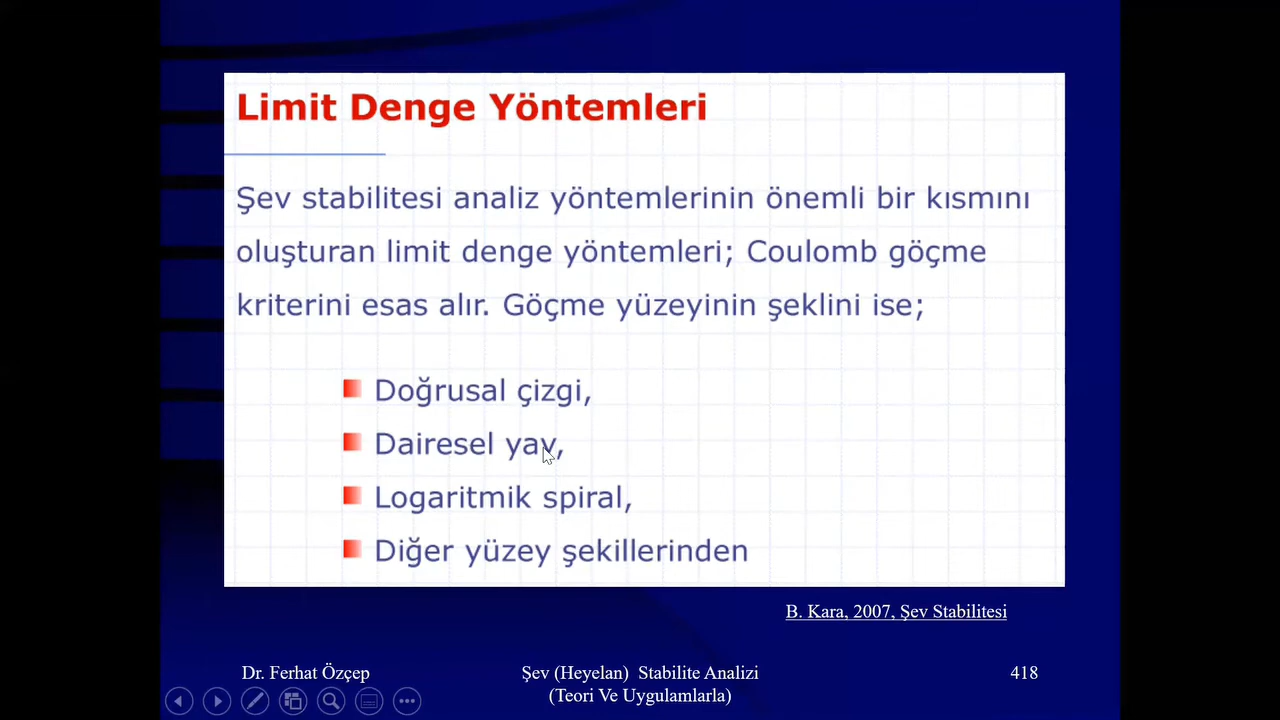 Limit Denge Yöntemleri
Şev stabilitesi analiz yöntemlerinin önemli bir kısmını
oluşturan limit denge yöntemleri; Coulomb göçme
kriterini esas alır. Göçme yüzeyinin şeklini ise;
Doğrusal çizgi,
Dairesel yay,
Logaritmik spiral,
Diğer yüzey şekillerinden
B. Kara, 2007, Şev Stabilitesi
Dr. Ferhat Özçep
Şev (Heyelan) Stabilite Analizi
(Teori Ve Uygulamlarla)
418